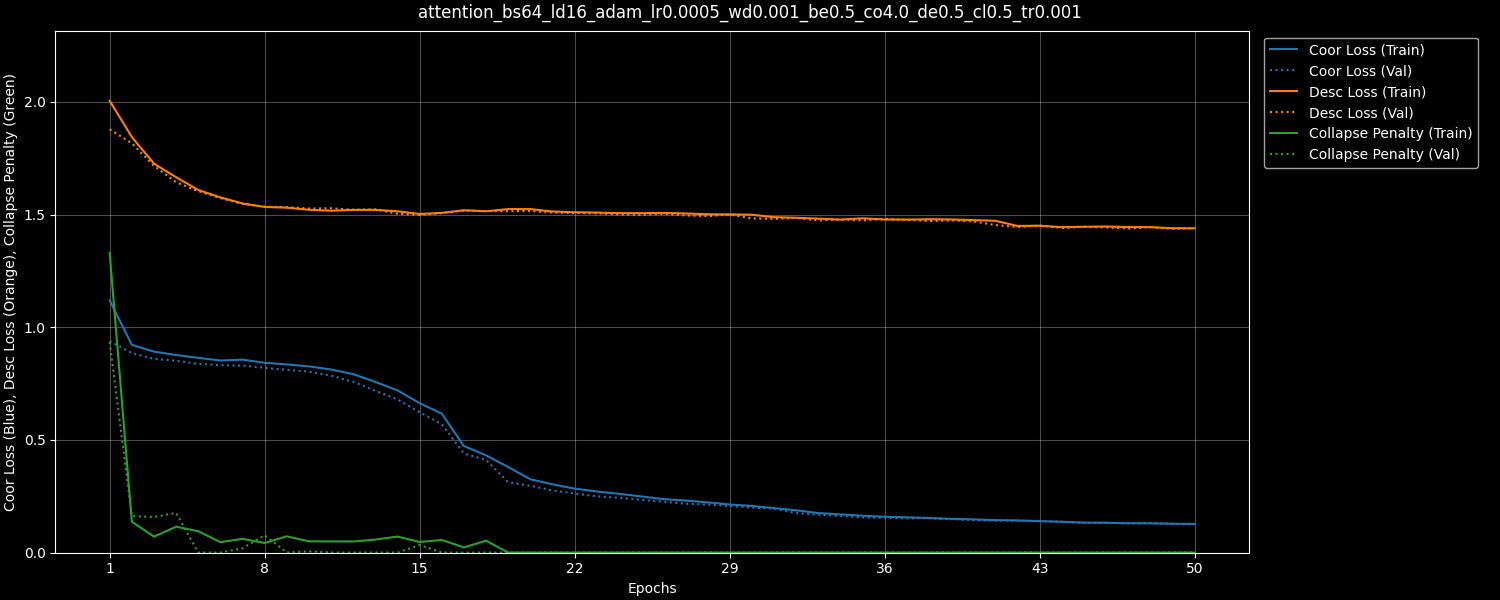 attention_bs64_ld16_adam_lr0.0005_wd0.001_be0.5_co4.0_de0.5_cl0.5_tr0.001
Coor Loss (Blue), Desc Loss (Orange), Collapse Penalty (Green)
2.0
1.5
1.0
0.5
0.0
1 8 15 22 29 36 43 50
Epochs
Coor Loss (Train)
Coor Loss (Val)
Desc Loss (Train)
Desc Loss (Val)
Collapse Penalty (Train)
Collapse Penalty (Val)